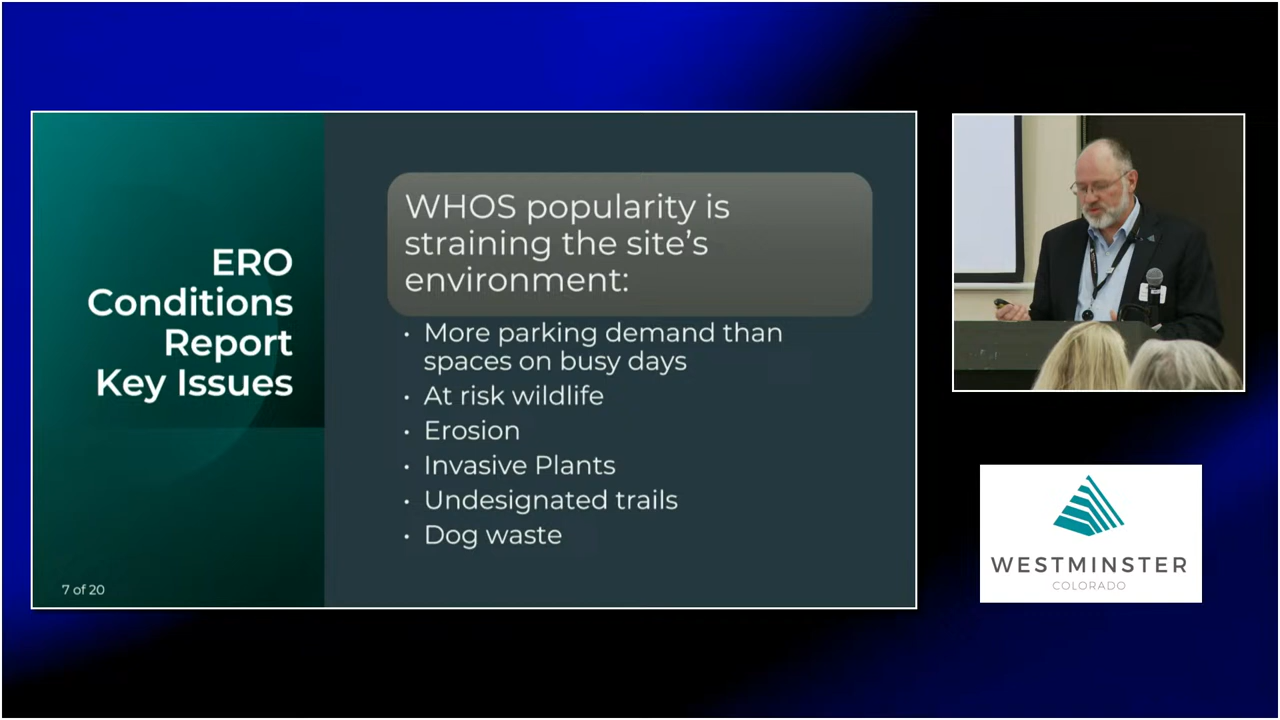 ERO
Conditions
Report
Key Issues
7 of 20
WHOS popularity is
straining the site's
environment:
• More parking demand than
spaces on busy days
• At risk wildlife
• Erosion
• Invasive Plants
• Undesignated trails
• Dog waste
WESTMINSTER
COLORADO